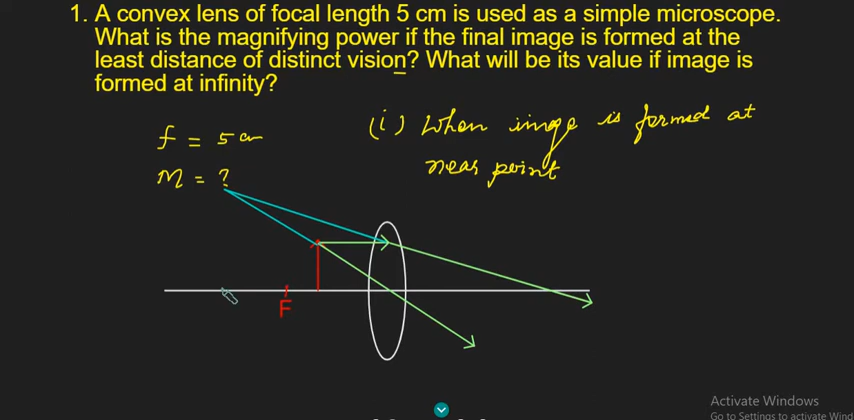 1. A convex lens of focal length 5 cm is used as a simple microscope.
What is the magnifying power if the final image is formed at the
least distance of distinct vision? What will be its value if image is
formed at infinity?
(i) When image is formed at
near point
f = 5 cm
M = ?
F
Activate Windows
Go to Settings to activate Wind